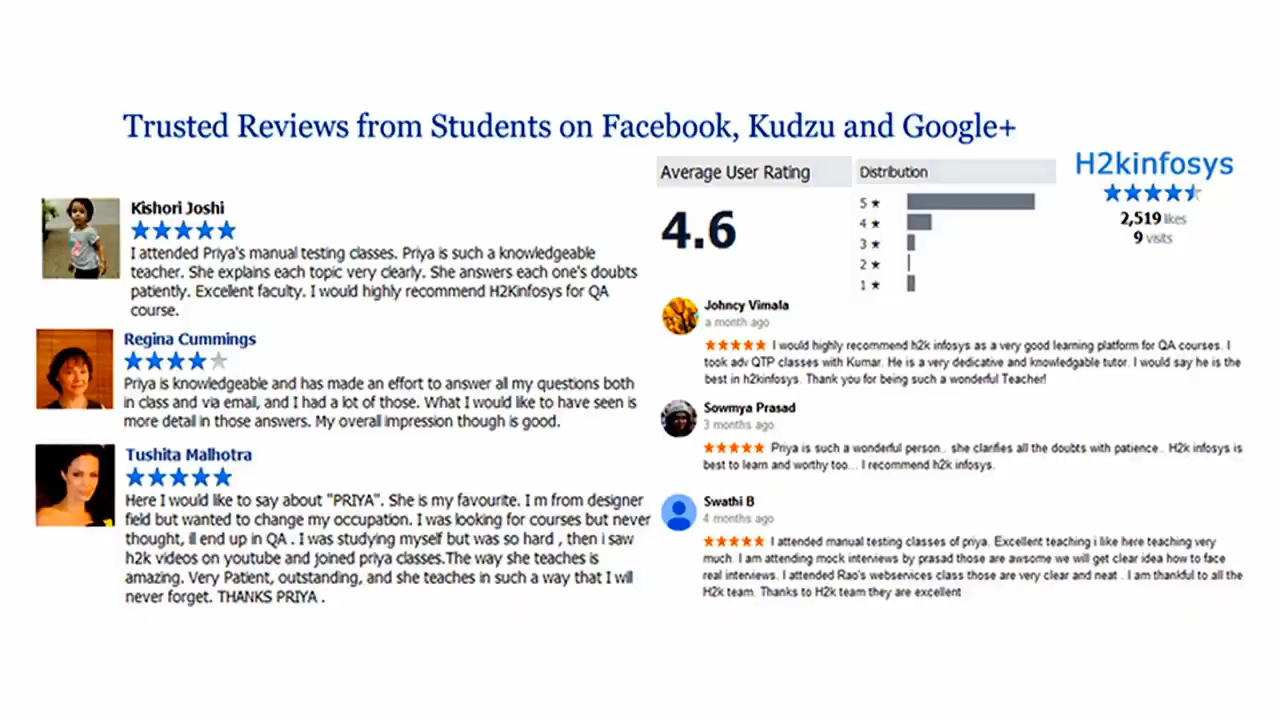 Trusted Reviews from Students on Facebook, Kudzu and Google+
Kishori Joshi
I attended Priya's manual testing classes. Priya is such a knowledgeable
teacher. She explains each topic very clearly. She answers each one's doubts
patiently. Excellent faculty. I would highly recommend H2Kinfosys for QA
course.
Regina Cummings
Priya is knowledgeable and has made an effort to answer all my questions both
in class and via email, and I had a lot of those. What I would like to have seen is
more detail in those answers. My overall impression though is good.
Tushita Malhotra
Here I would like to say about "PRIYA". She is my favourite. I m from designer
field but wanted to change my occupation. I was looking for courses but never
thought, ill end up in QA . I was studying myself but was so hard , then i saw
h2k videos on youtube and joined priya classes.The way she teaches is
amazing. Very Patient, outstanding, and she teaches in such a way that I will
never forget. THANKS PRIYA .
Average User Rating
4.6
Distribution
5 ★
4 ★
3 ★
2 ★
1 ★
H2kinfosys
2,519 likes
9 visits
Johncy Vimala
a month ago
★★★★★ I would highly recommend h2k infosys as a very good learning platform for QA courses. I
took adv QTP classes with Kumar. He is a very dedicative and knowledgable tutor. I would say he is the
best in h2kinfosys. Thank you for being such a wonderful Teacher!
Sowmya Prasad
3 months ago
★★★★★ Priya is such a wonderful person.. she clarifies all the doubts with patience.. H2k infosys is
best to learn and worthy too... I recommend h2k infosys.
Swathi B
4 months ago
★★★★★ I attended manual testing classes of priya. Excellent teaching i like here teaching very
much. I am attending mock interviews by prasad those are awsome we will get clear idea how to face
real interviews. I attended Rao's webservices class those are very clear and neat . I am thankful to all the
H2k team. Thanks to H2k team they are excellent